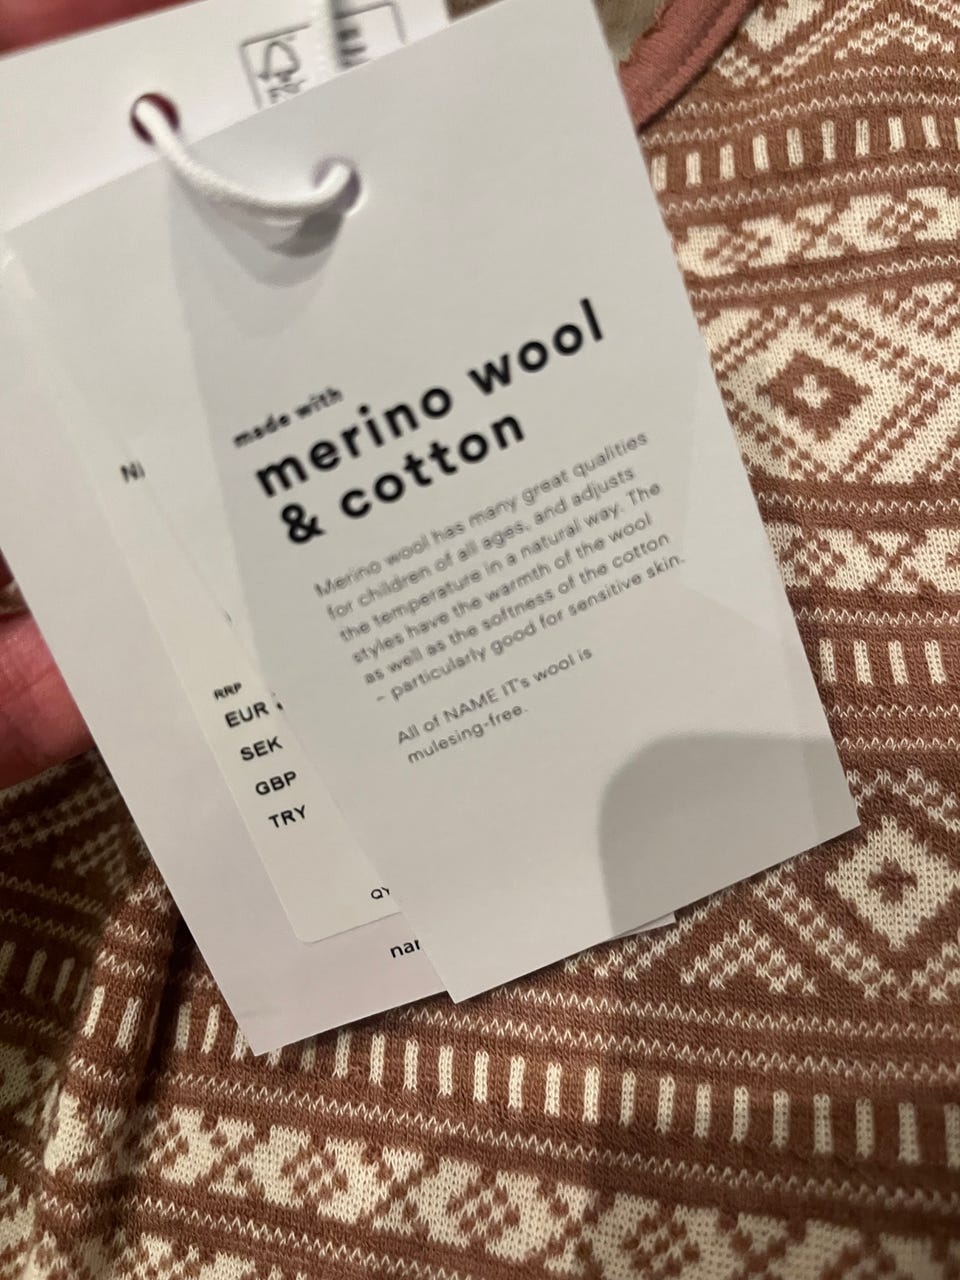 made with
merino wool
& cotton
Merino wool has many great qualities
for children of all ages, and adjusts
the temperature in a natural way. The
styles have the warmth of the wool
as well as the softness of the cotton
- particularly good for sensitive skin.
All of NAME IT's wool is
mulesing-free.
RRP
EUR
SEK
GBP
TRY